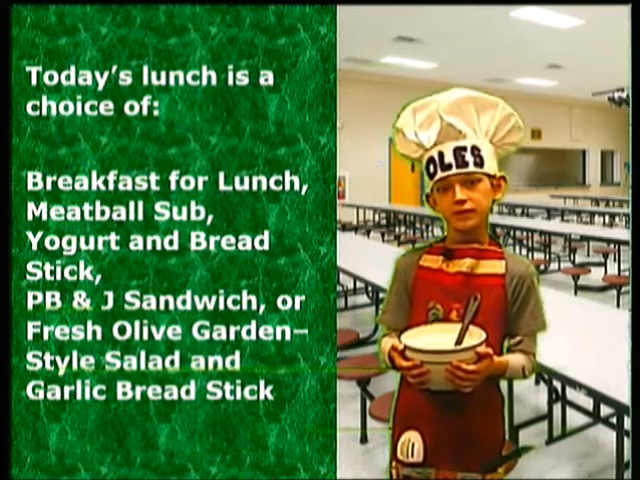 Today's lunch is a
choice of:
Breakfast for Lunch,
Meatball Sub,
Yogurt and Bread
Stick,
PB & J Sandwich, or
Fresh Olive Garden–
Style Salad and
Garlic Bread Stick
OLES